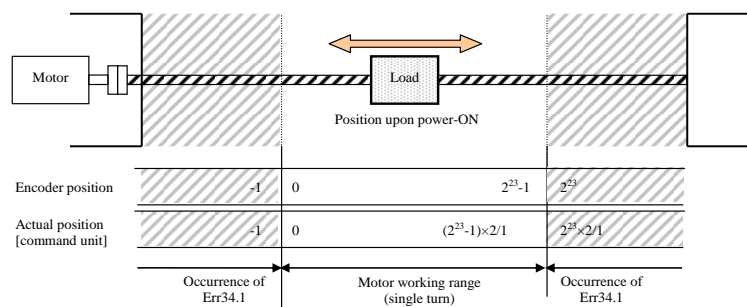 Motor
Load
Position upon power-ON
Encoder position -1 0 2²³-1 2²³
Actual position -1 0 (2²³-1)×2/1 2²³×2/1
[command unit]
Occurrence of Motor working range Occurrence of
Err34.1 (single turn) Err34.1